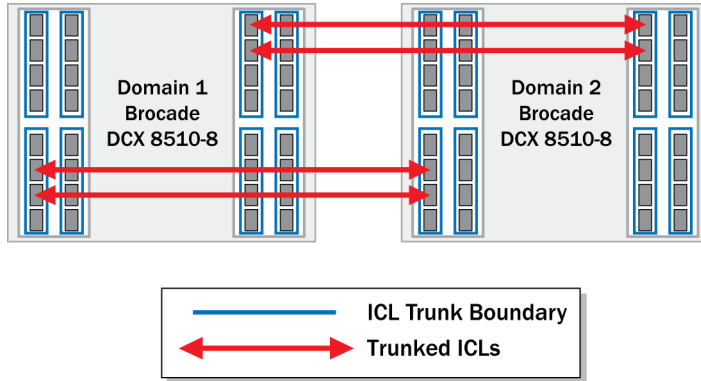 Domain 1
Brocade
DCX 8510-8
Domain 2
Brocade
DCX 8510-8
ICL Trunk Boundary
Trunked ICLs